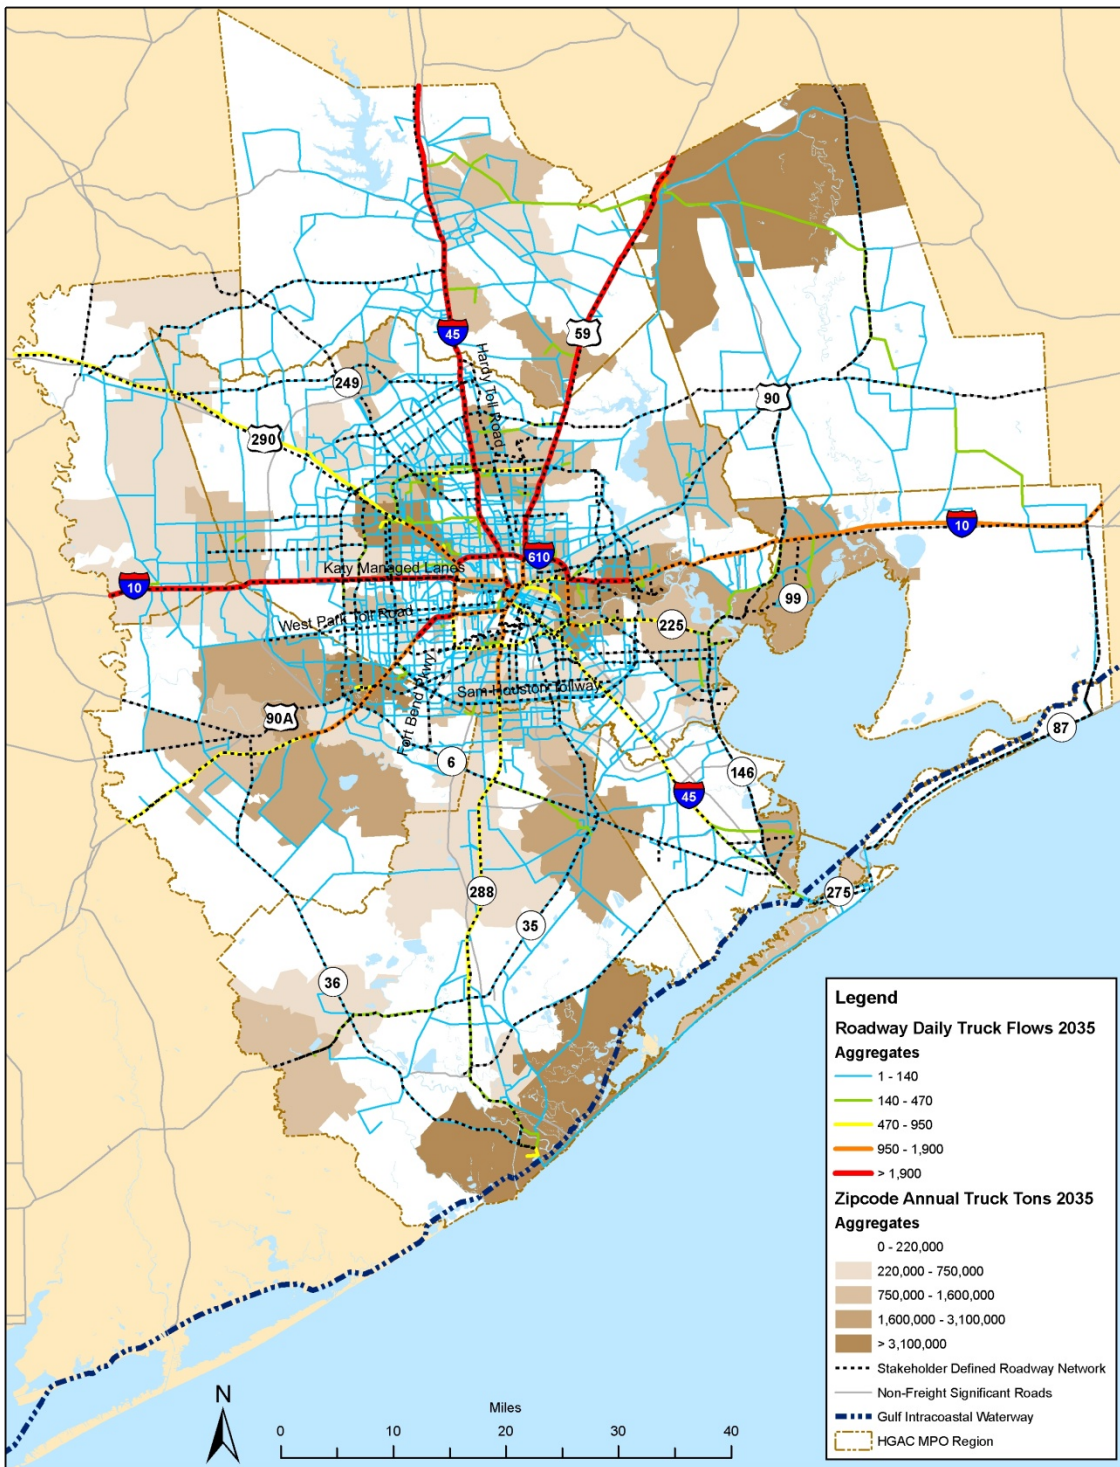 45
59
Hardy Toll Road
249
90
290
10
610
Katy Managed Lanes
10
99
West Park Toll Road
225
Sam Houston Tollway
Fort Bend Pkwy
90A
87
6
146
45
288
275
35
36
Legend
Roadway Daily Truck Flows 2035
Aggregates
1 - 140
140 - 470
470 - 950
950 - 1,900
> 1,900
Zipcode Annual Truck Tons 2035
Aggregates
0 - 220,000
220,000 - 750,000
750,000 - 1,600,000
1,600,000 - 3,100,000
> 3,100,000
Stakeholder Defined Roadway Network
Non-Freight Significant Roads
Gulf Intracoastal Waterway
HGAC MPO Region
N
Miles
0 10 20 30 40